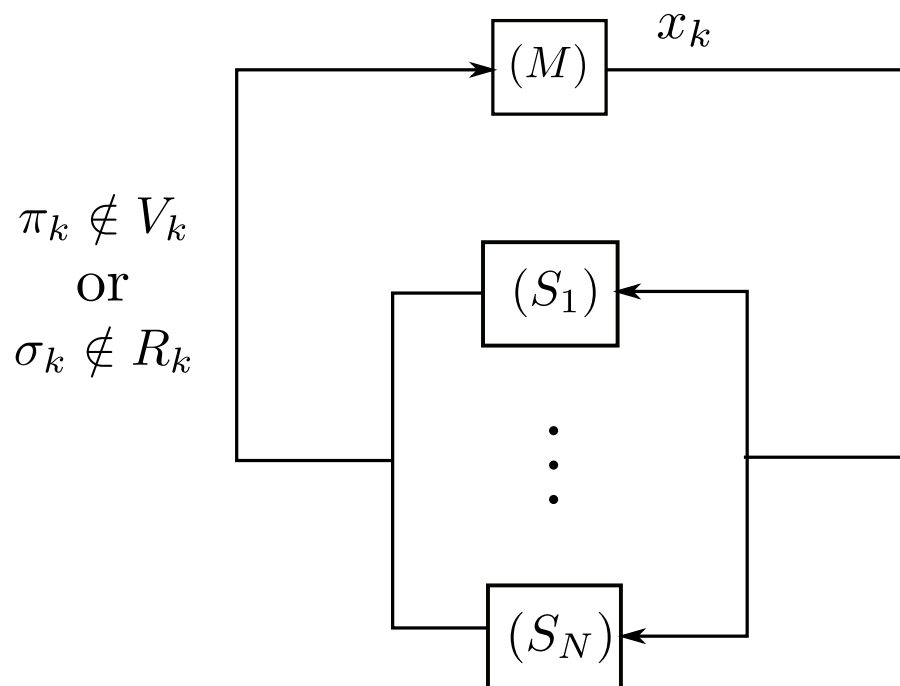 (M)
x_k
π_k ∉ V_k
or
σ_k ∉ R_k
(S_1)
⋮
(S_N)